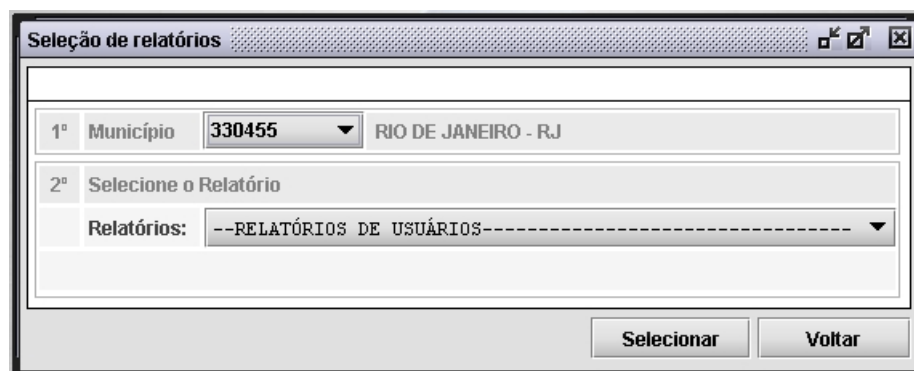 Seleção de relatórios
1º Município 330455 RIO DE JANEIRO - RJ
2º Selecione o Relatório
Relatórios: --RELATÓRIOS DE USUÁRIOS---------------------------------
Selecionar Voltar